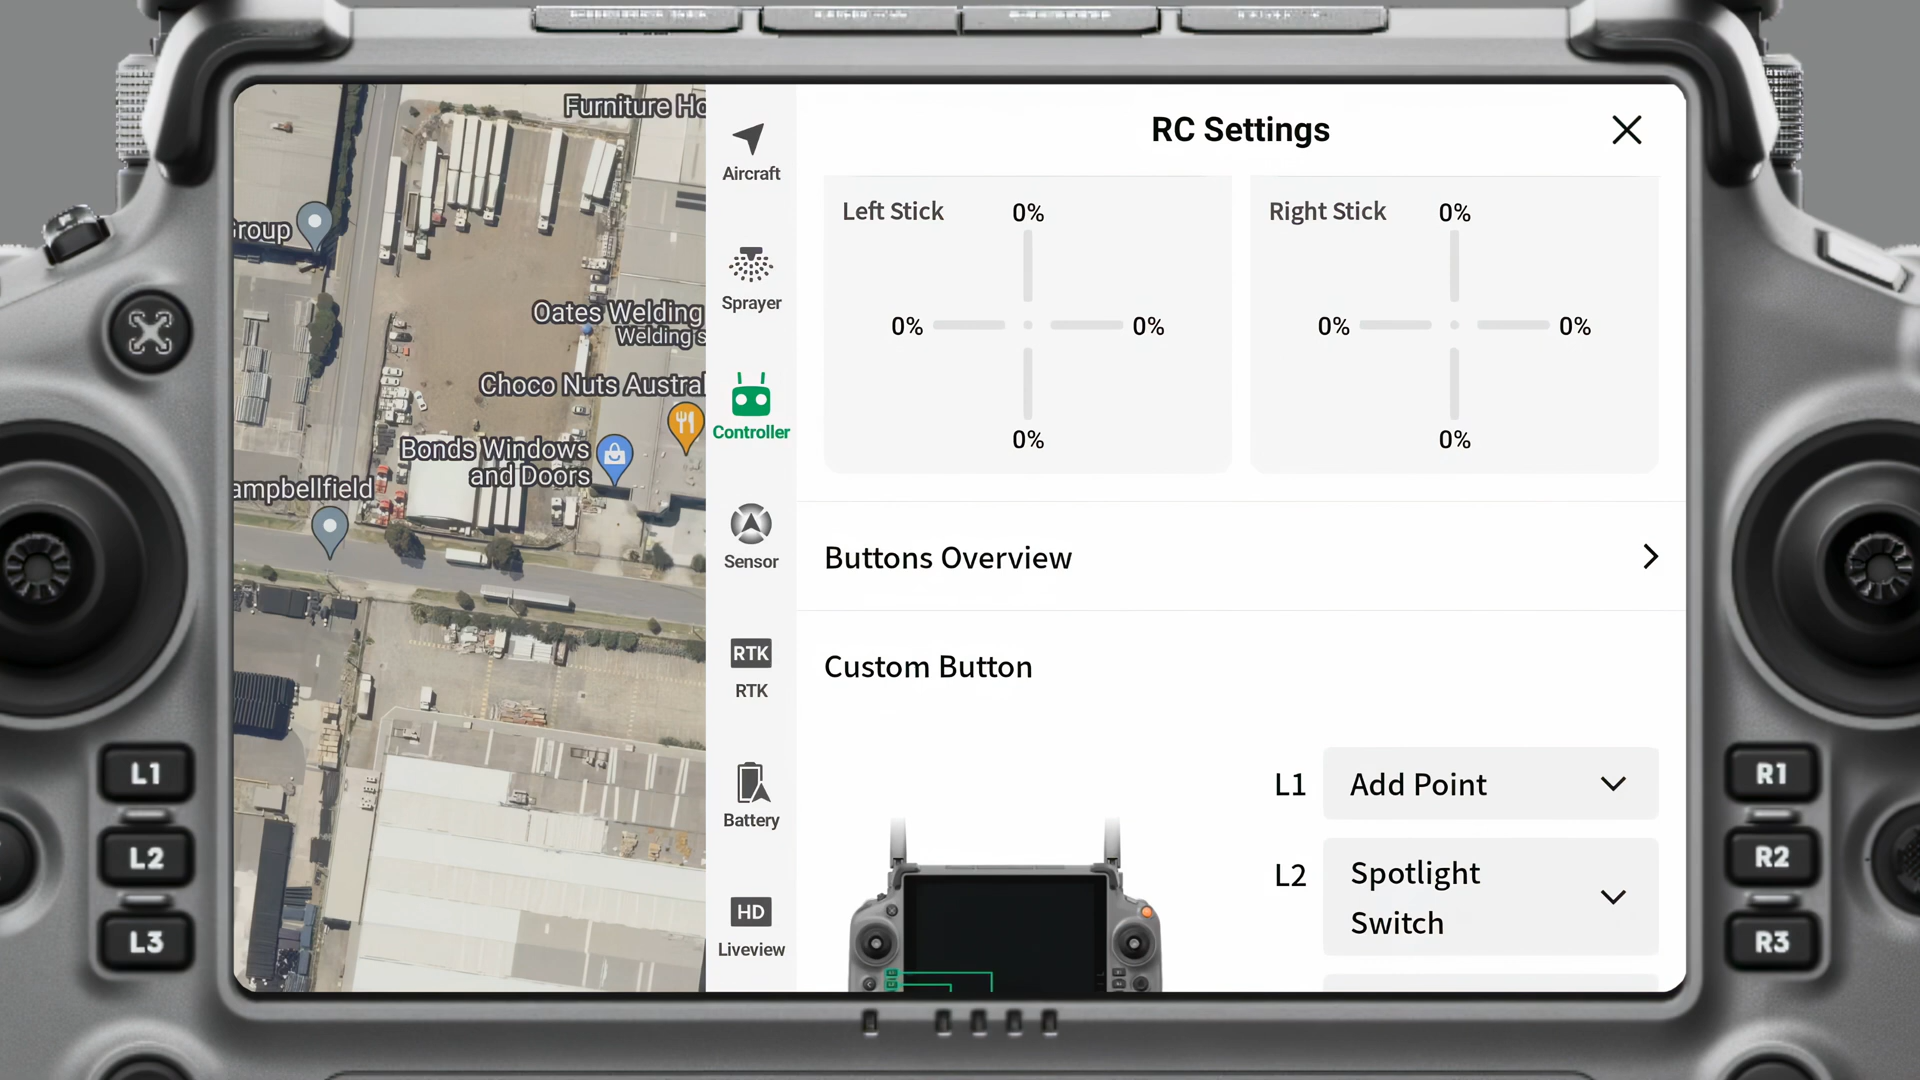 Furniture Ho
roup
Oates Welding
Welding s
Choco Nuts Austral
Bonds Windows
and Doors
ampbellfield
Aircraft
Sprayer
Controller
Sensor
RTK
RTK
Battery
HD
Liveview
RC Settings
Left Stick
0%
0%
0%
0%
Right Stick
0%
0%
0%
0%
Buttons Overview
Custom Button
L1
Add Point
L2
Spotlight
Switch
L1
L2
L3
R1
R2
R3